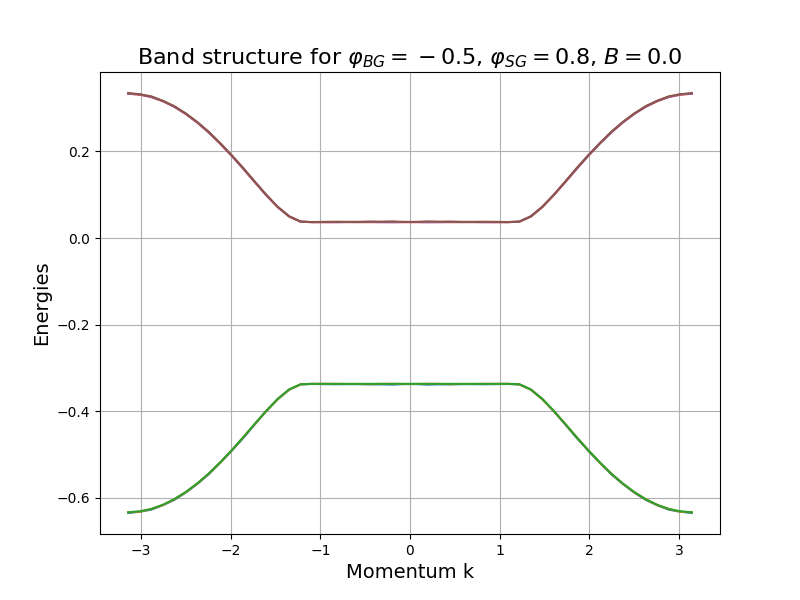 Band structure for φ_BG = −0.5, φ_SG = 0.8, B = 0.0
Energies
0.2
0.0
−0.2
−0.4
−0.6
−3 −2 −1 0 1 2 3
Momentum k